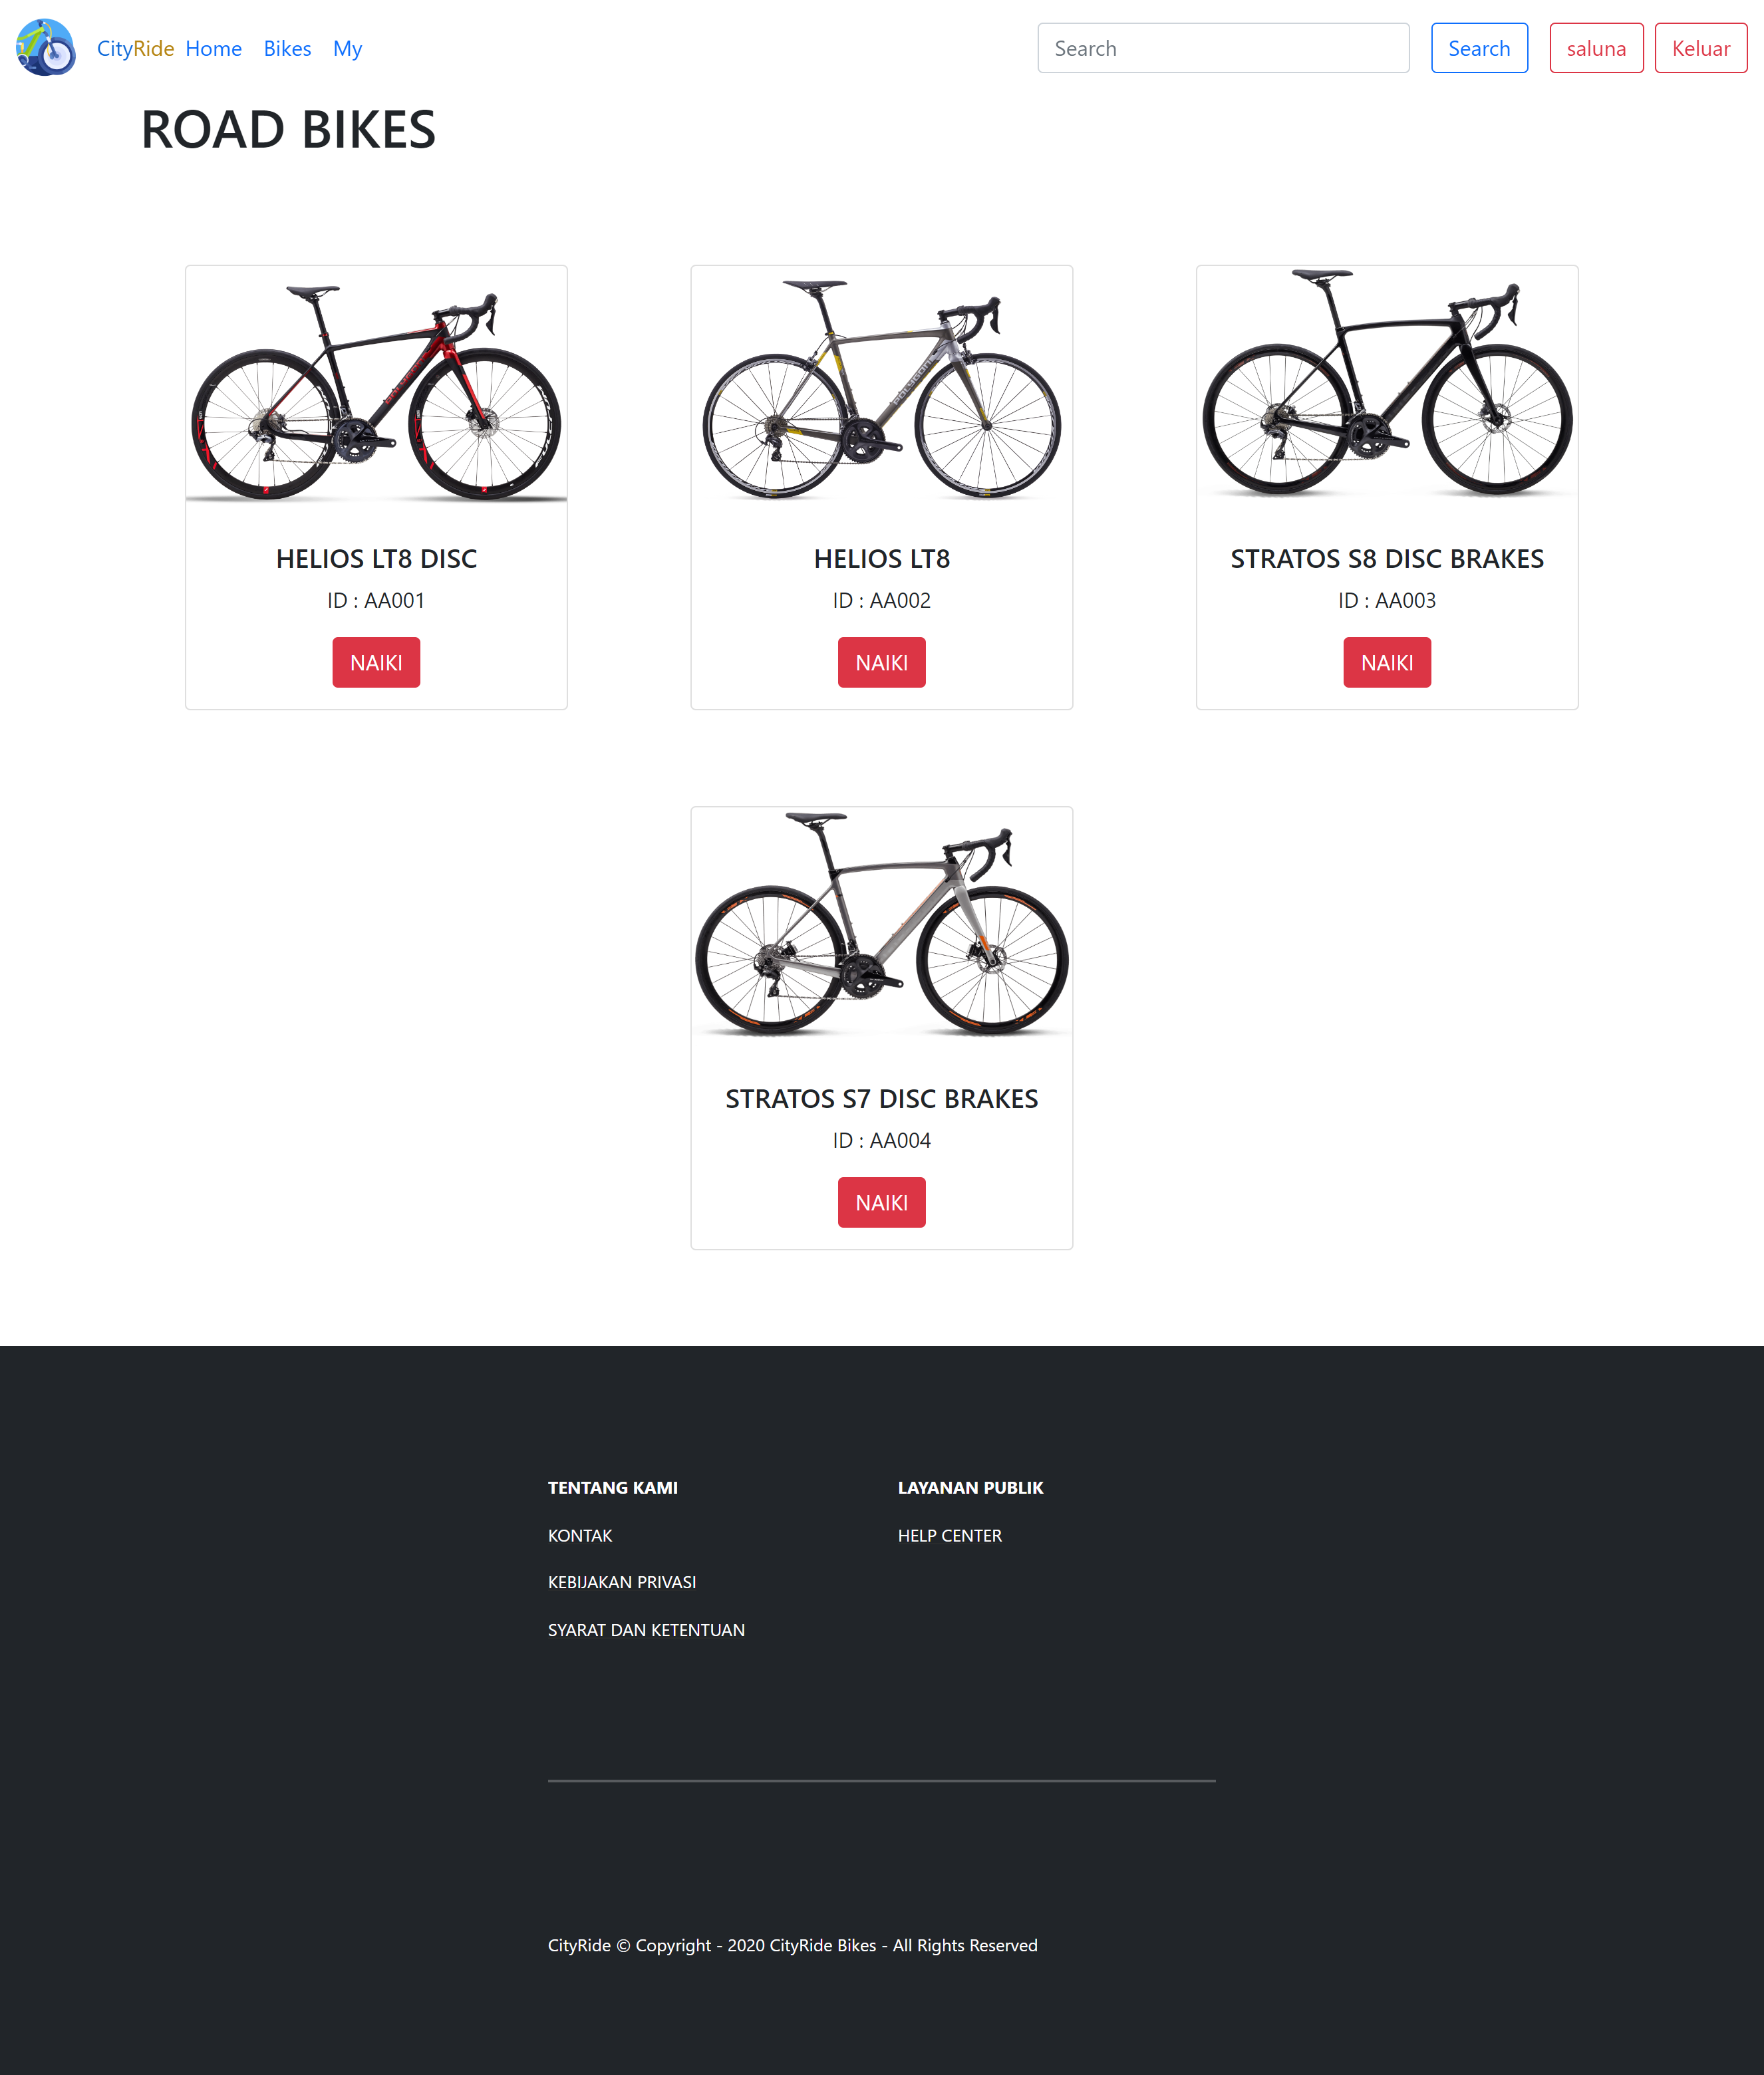 CityRide Home Bikes My Search Search saluna Keluar
ROAD BIKES
HELIOS LT8 DISC
ID : AA001
NAIKI
HELIOS LT8
ID : AA002
NAIKI
STRATOS S8 DISC BRAKES
ID : AA003
NAIKI
STRATOS S7 DISC BRAKES
ID : AA004
NAIKI
TENTANG KAMI
KONTAK
KEBIJAKAN PRIVASI
SYARAT DAN KETENTUAN
LAYANAN PUBLIK
HELP CENTER
CityRide © Copyright - 2020 CityRide Bikes - All Rights Reserved